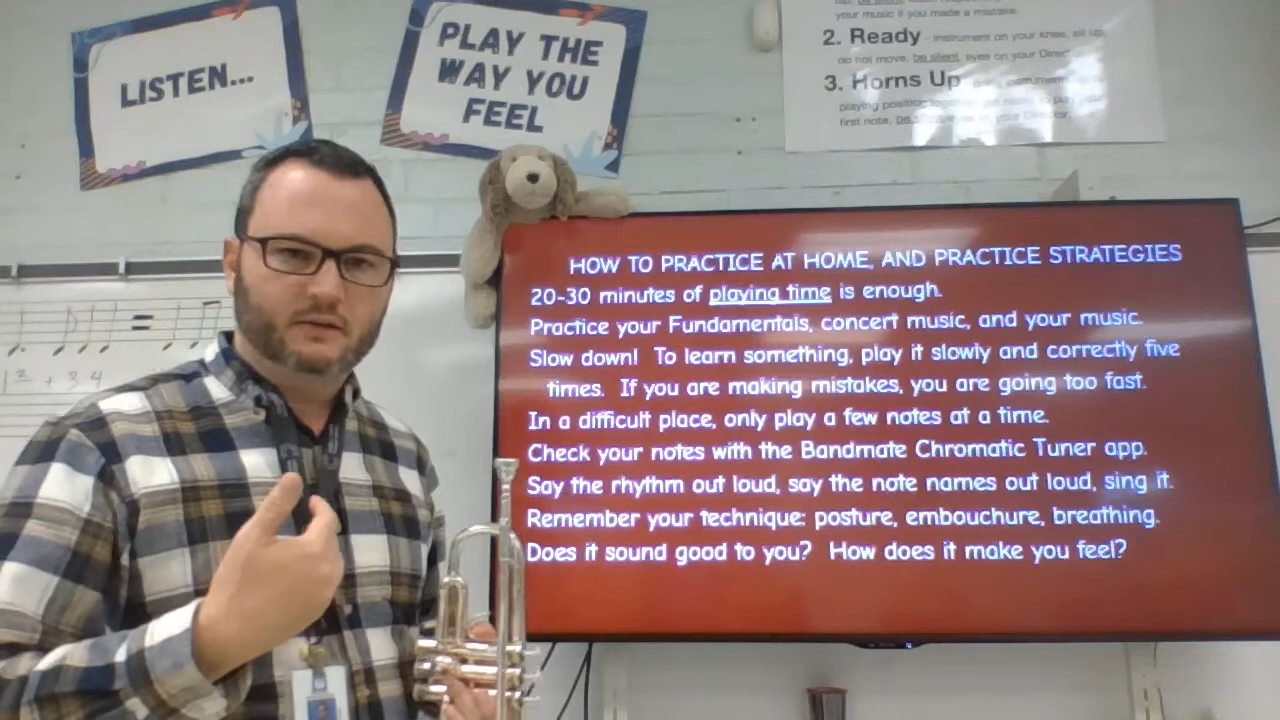 LISTEN...
PLAY THE
WAY YOU
FEEL
your music if you made a mistake.
2. Ready - Instrument on your knee, sit up,
do not move, be silent, eyes on your
3. Horns Up
playing position
first note,
your Director.
HOW TO PRACTICE AT HOME, AND PRACTICE STRATEGIES
20-30 minutes of playing time is enough.
Practice your Fundamentals, concert music, and your music.
Slow down! To learn something, play it slowly and correctly five
times. If you are making mistakes, you are going too fast.
In a difficult place, only play a few notes at a time.
Check your notes with the Bandmate Chromatic Tuner app.
Say the rhythm out loud, say the note names out loud, sing it.
Remember your technique: posture, embouchure, breathing.
Does it sound good to you? How does it make you feel?